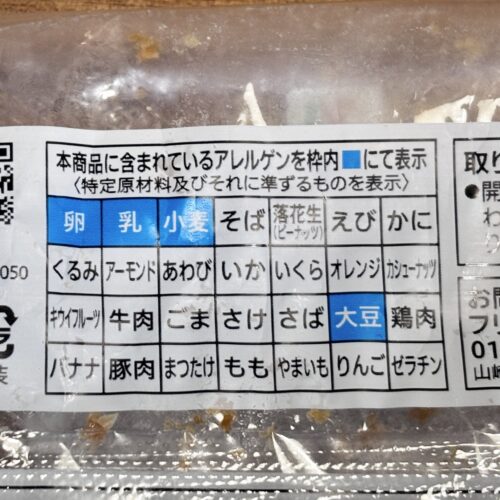 本商品に含まれているアレルゲンを枠内■にて表示
〈特定原材料及びそれに準ずるものを表示〉
卵 乳 小麦 そば 落花生(ピーナッツ) えび かに
くるみ アーモンド あわび いか いくら オレンジ カシューナッツ
キウイフルーツ 牛肉 ごま さけ さば 大豆 鶏肉
バナナ 豚肉 まつたけ もも やまいも りんご ゼラチン
050
装
取り
●開
わ
お問
フリ
01
山崎